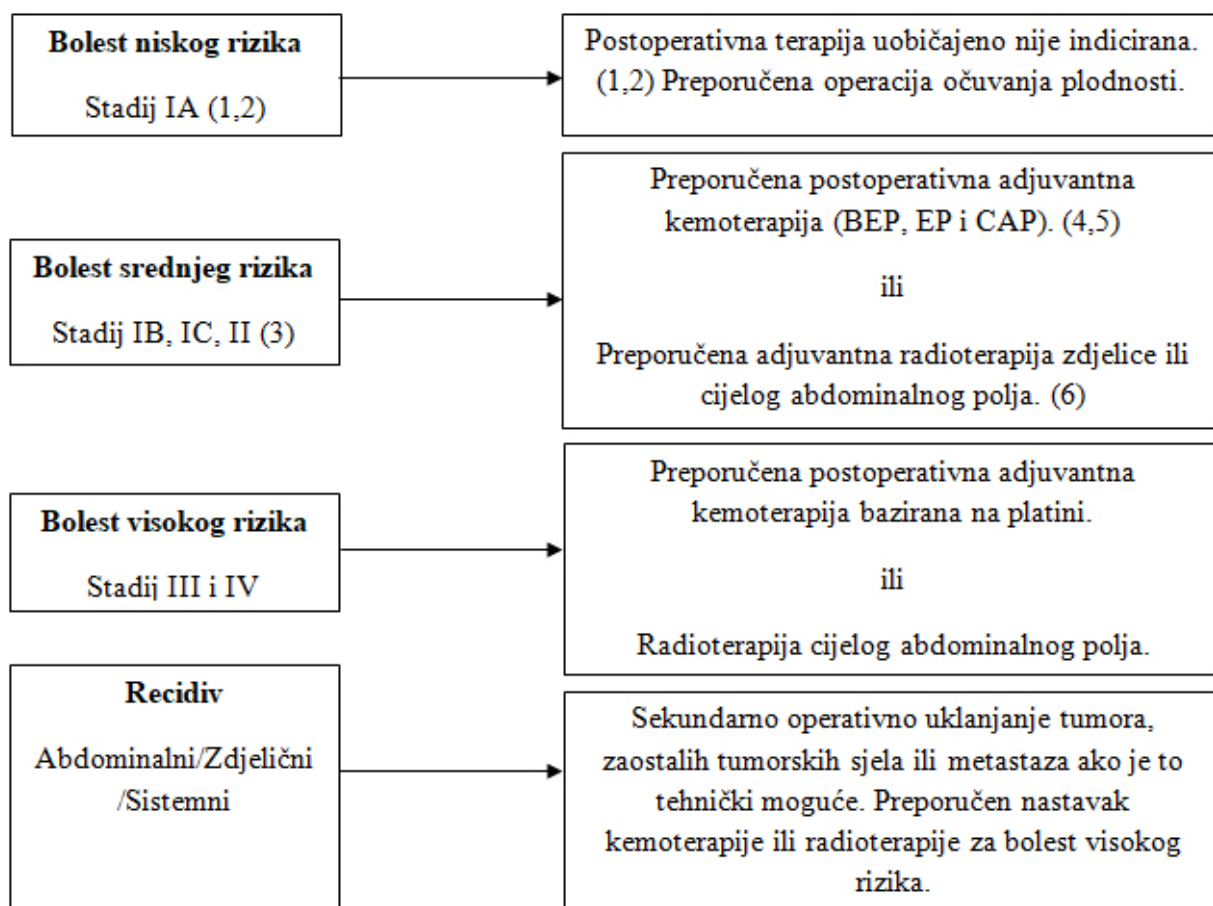 Bolest niskog rizika
Stadij IA (1,2)
Postoperativna terapija uobičajeno nije indicirana.
(1,2) Preporučena operacija očuvanja plodnosti.
Bolest srednjeg rizika
Stadij IB, IC, II (3)
Preporučena postoperativna adjuvantna
kemoterapija (BEP, EP i CAP). (4,5)
ili
Preporučena adjuvantna radioterapija zdjelice ili
cijelog abdominalnog polja. (6)
Bolest visokog rizika
Stadij III i IV
Preporučena postoperativna adjuvantna
kemoterapija bazirana na platini.
ili
Radioterapija cijelog abdominalnog polja.
Recidiv
Abdominalni/Zdjelični
/Sistemni
Sekundarno operativno uklanjanje tumora,
zaostalih tumorskih sjela ili metastaza ako je to
tehnički moguće. Preporučen nastavak
kemoterapije ili radioterapije za bolest visokog
rizika.